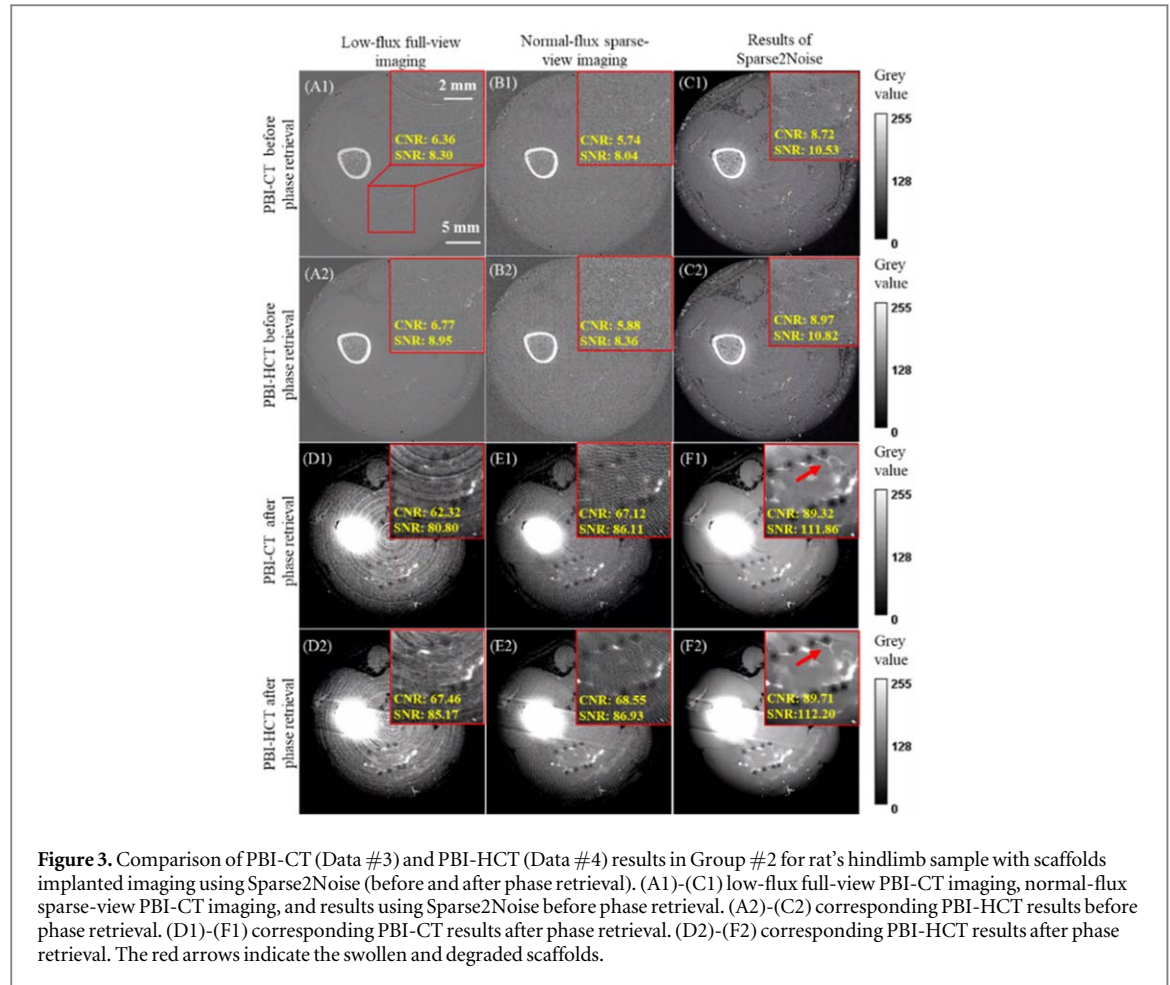 Low-flux full-view
imaging
Normal-flux sparse-
view imaging
Results of
Sparse2Noise
Grey
value
PBI-CT before
phase retrieval
(A1)
2 mm
CNR: 6.36
SNR: 8.30
5 mm
(B1)
CNR: 5.74
SNR: 8.04
(C1)
CNR: 8.72
SNR: 10.53
255
128
0
PBI-HCT before
phase retrieval
(A2)
CNR: 6.77
SNR: 8.95
(B2)
CNR: 5.88
SNR: 8.36
(C2)
CNR: 8.97
SNR: 10.82
Grey
value
255
128
0
PBI-CT after
phase retrieval
(D1)
CNR: 62.32
SNR: 80.80
(E1)
CNR: 67.12
SNR: 86.11
(F1)
CNR: 89.32
SNR: 111.86
Grey
value
255
128
0
PBI-HCT after
phase retrieval
(D2)
CNR: 67.46
SNR: 85.17
(E2)
CNR: 68.55
SNR: 86.93
(F2)
CNR: 89.71
SNR:112.20
Grey
value
255
128
0
Figure 3. Comparison of PBI-CT (Data #3) and PBI-HCT (Data #4) results in Group #2 for rat's hindlimb sample with scaffolds
implanted imaging using Sparse2Noise (before and after phase retrieval). (A1)-(C1) low-flux full-view PBI-CT imaging, normal-flux
sparse-view PBI-CT imaging, and results using Sparse2Noise before phase retrieval. (A2)-(C2) corresponding PBI-HCT results before
phase retrieval. (D1)-(F1) corresponding PBI-CT results after phase retrieval. (D2)-(F2) corresponding PBI-HCT results after phase
retrieval. The red arrows indicate the swollen and degraded scaffolds.